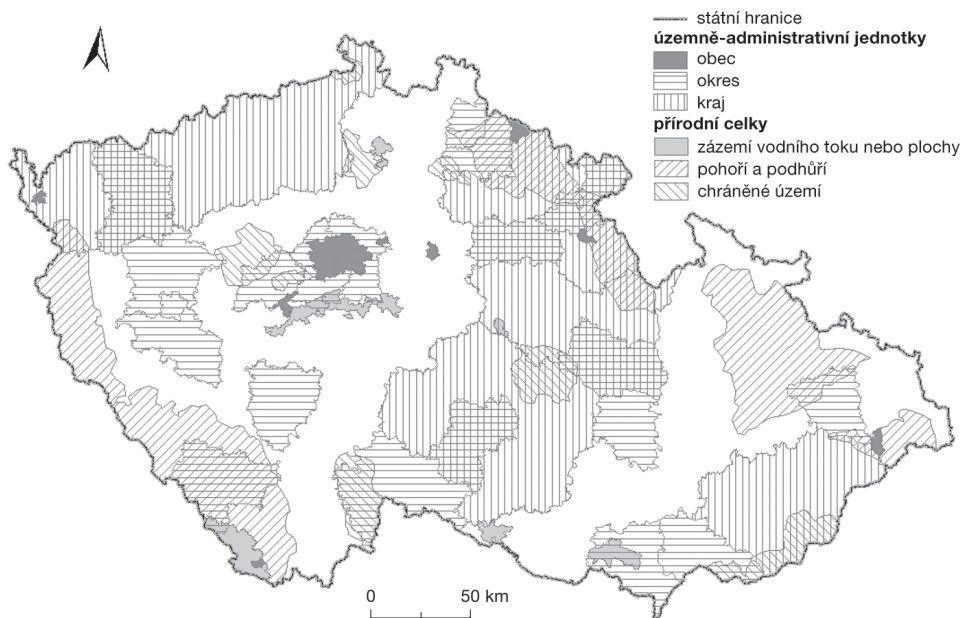 státní hranice
územně-administrativní jednotky
obec
okres
kraj
přírodní celky
zázemí vodního toku nebo plochy
pohoří a podhůří
chráněné území
0 50 km